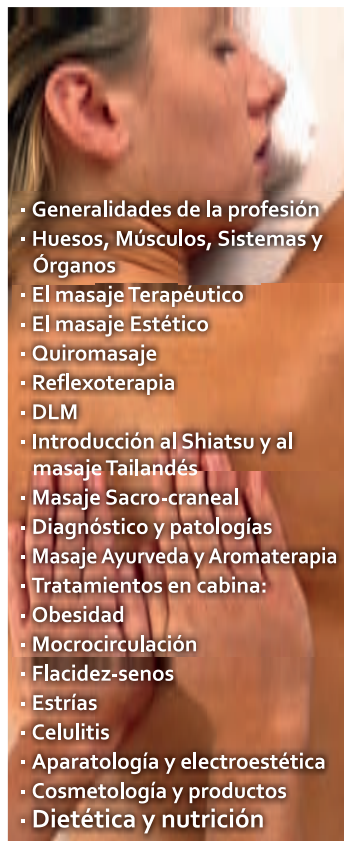 · Generalidades de la profesión
· Huesos, Músculos, Sistemas y
Órganos
· El masaje Terapéutico
· El masaje Estético
· Quiromasaje
· Reflexoterapia
· DLM
· Introducción al Shiatsu y al
masaje Tailandés
· Masaje Sacro-craneal
· Diagnóstico y patologías
· Masaje Ayurveda y Aromaterapia
· Tratamientos en cabina:
· Obesidad
· Mocrocirculación
· Flacidez-senos
· Estrías
· Celulitis
· Aparatología y electroestética
· Cosmetología y productos
· Dietética y nutrición